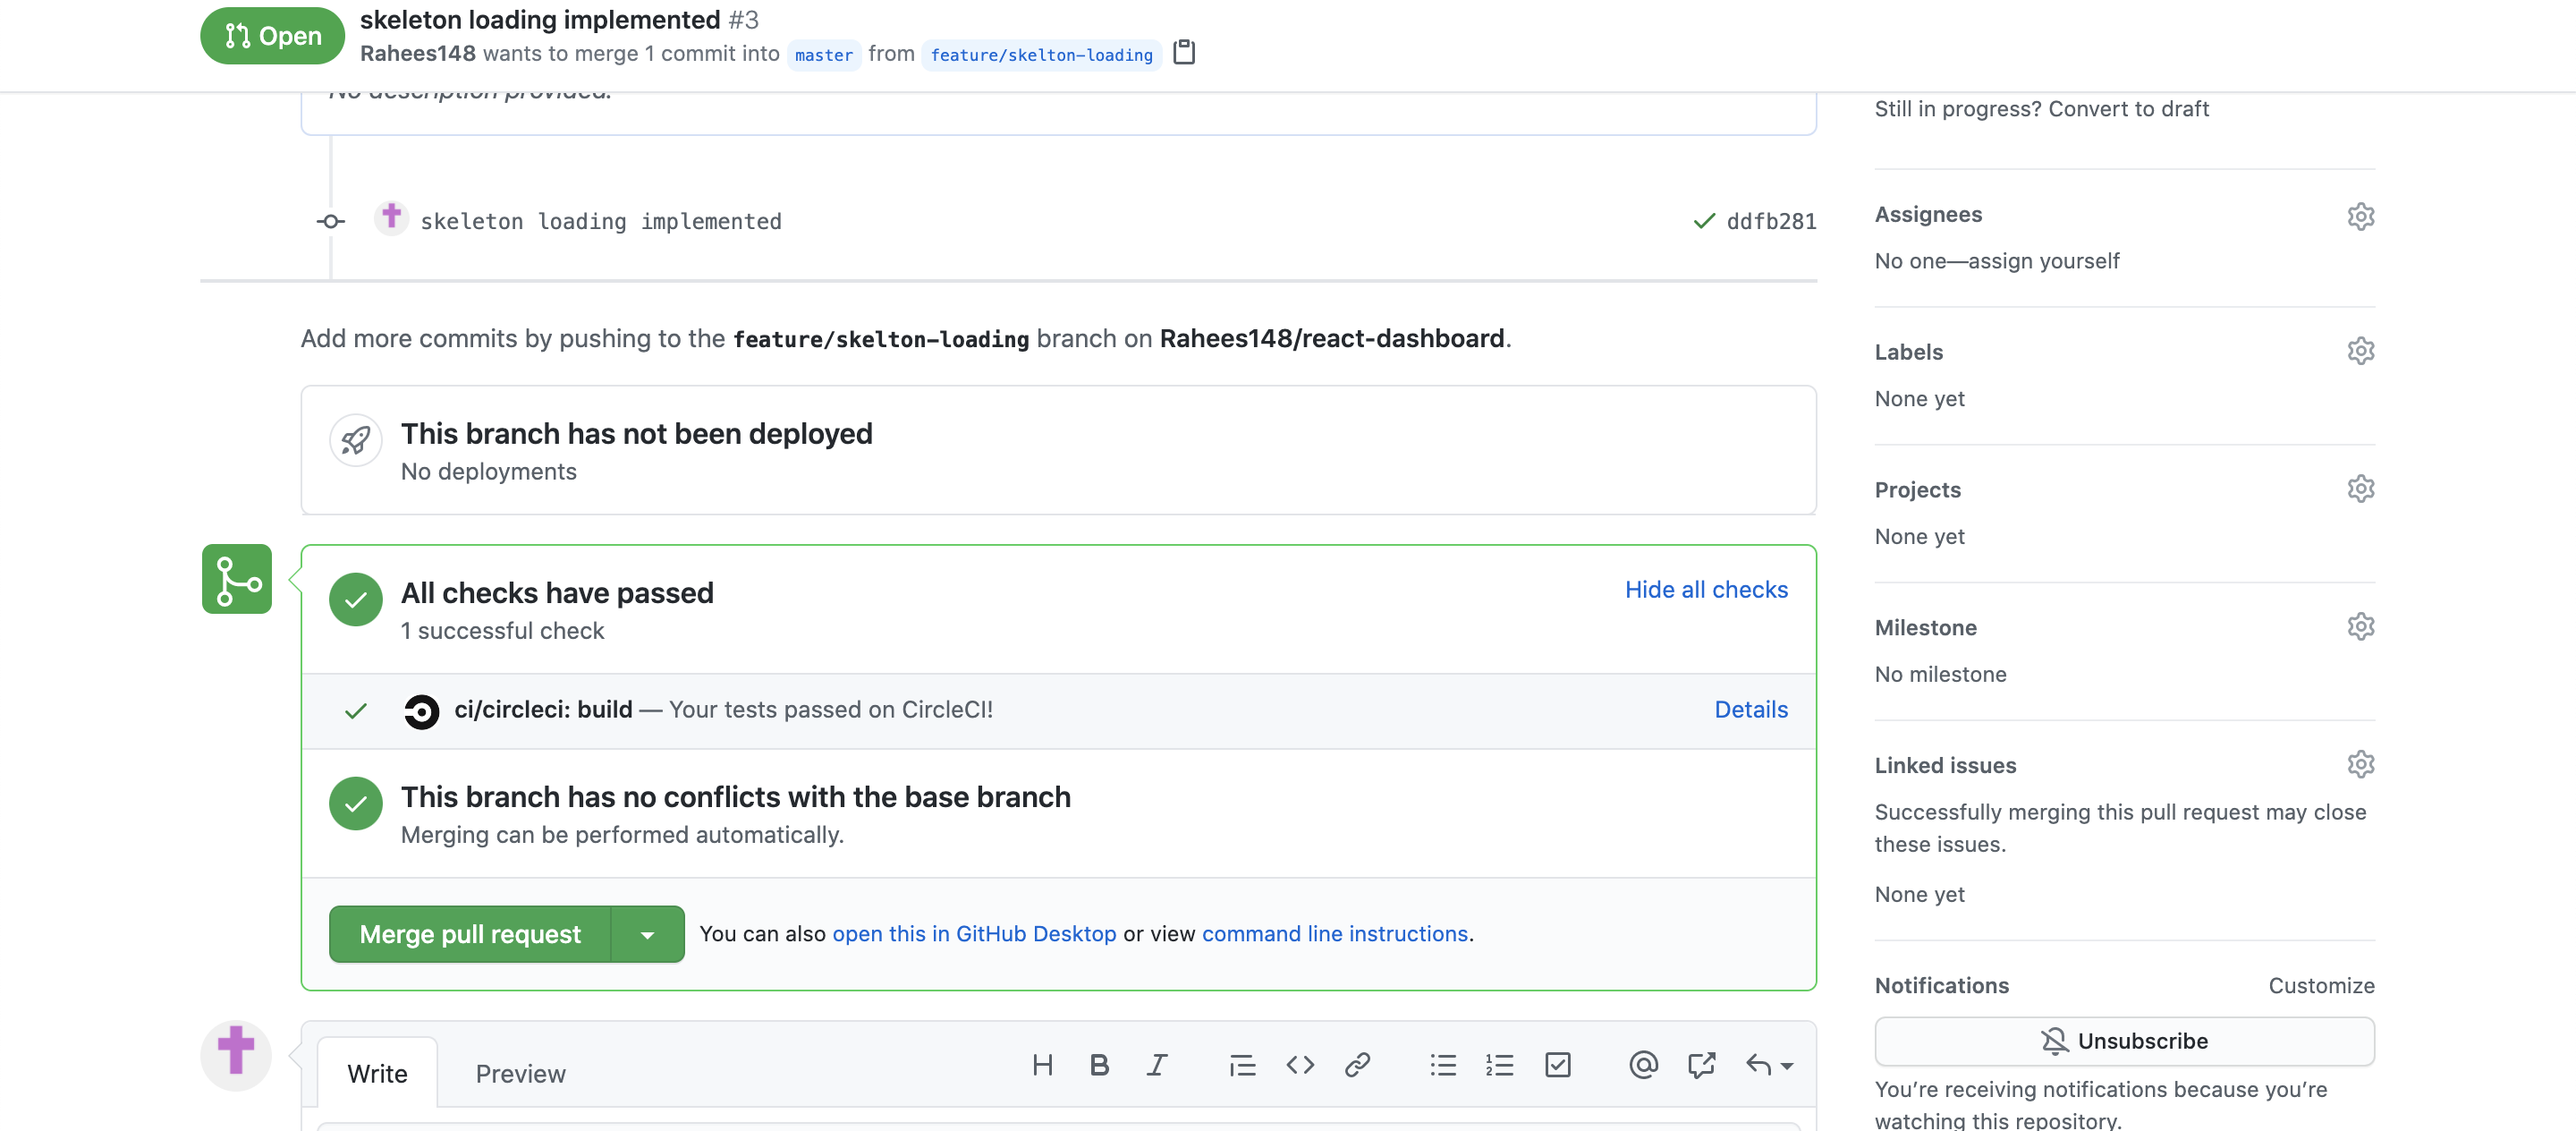 Open
skeleton loading implemented #3
Rahees148 wants to merge 1 commit into master from feature/skelton-loading
No description provided.
skeleton loading implemented
ddfb281
Add more commits by pushing to the feature/skelton-loading branch on Rahees148/react-dashboard.
This branch has not been deployed
No deployments
All checks have passed
Hide all checks
1 successful check
ci/circleci: build — Your tests passed on CircleCI!
Details
This branch has no conflicts with the base branch
Merging can be performed automatically.
Merge pull request
You can also open this in GitHub Desktop or view command line instructions.
Write
Preview
Still in progress? Convert to draft
Assignees
No one—assign yourself
Labels
None yet
Projects
None yet
Milestone
No milestone
Linked issues
Successfully merging this pull request may close
these issues.
None yet
Notifications
Customize
Unsubscribe
You’re receiving notifications because you’re
watching this repository.